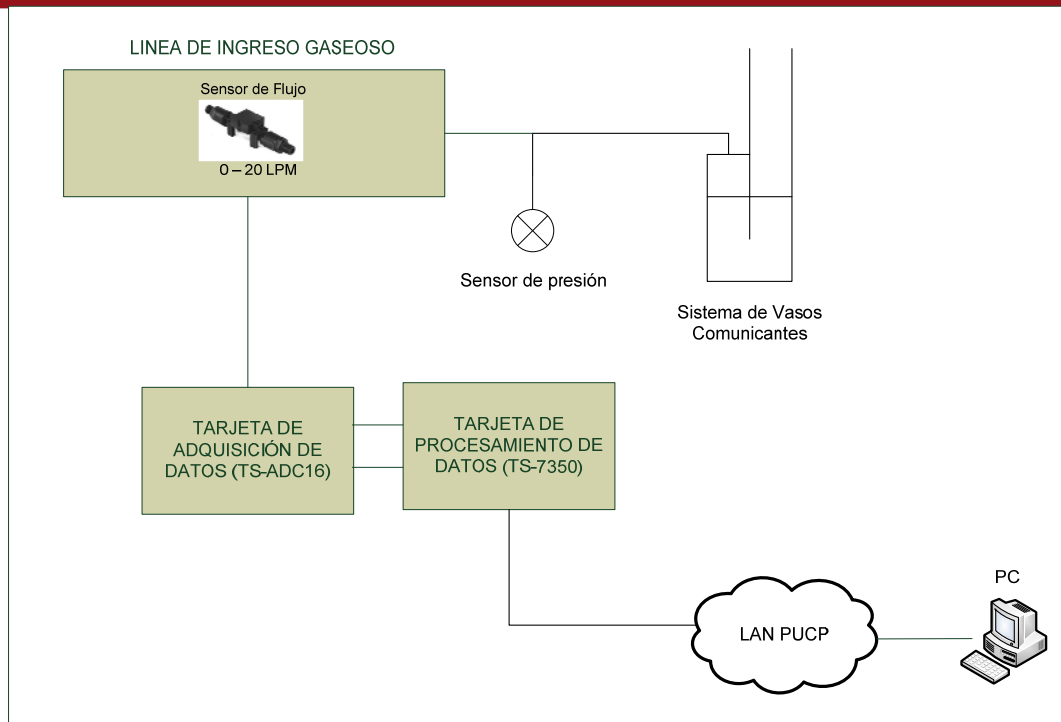 LINEA DE INGRESO GASEOSO
Sensor de Flujo
0 – 20 LPM
Sensor de presión
Sistema de Vasos
Comunicantes
TARJETA DE
ADQUISICIÓN DE
DATOS (TS-ADC16)
TARJETA DE
PROCESAMIENTO DE
DATOS (TS-7350)
LAN PUCP
PC